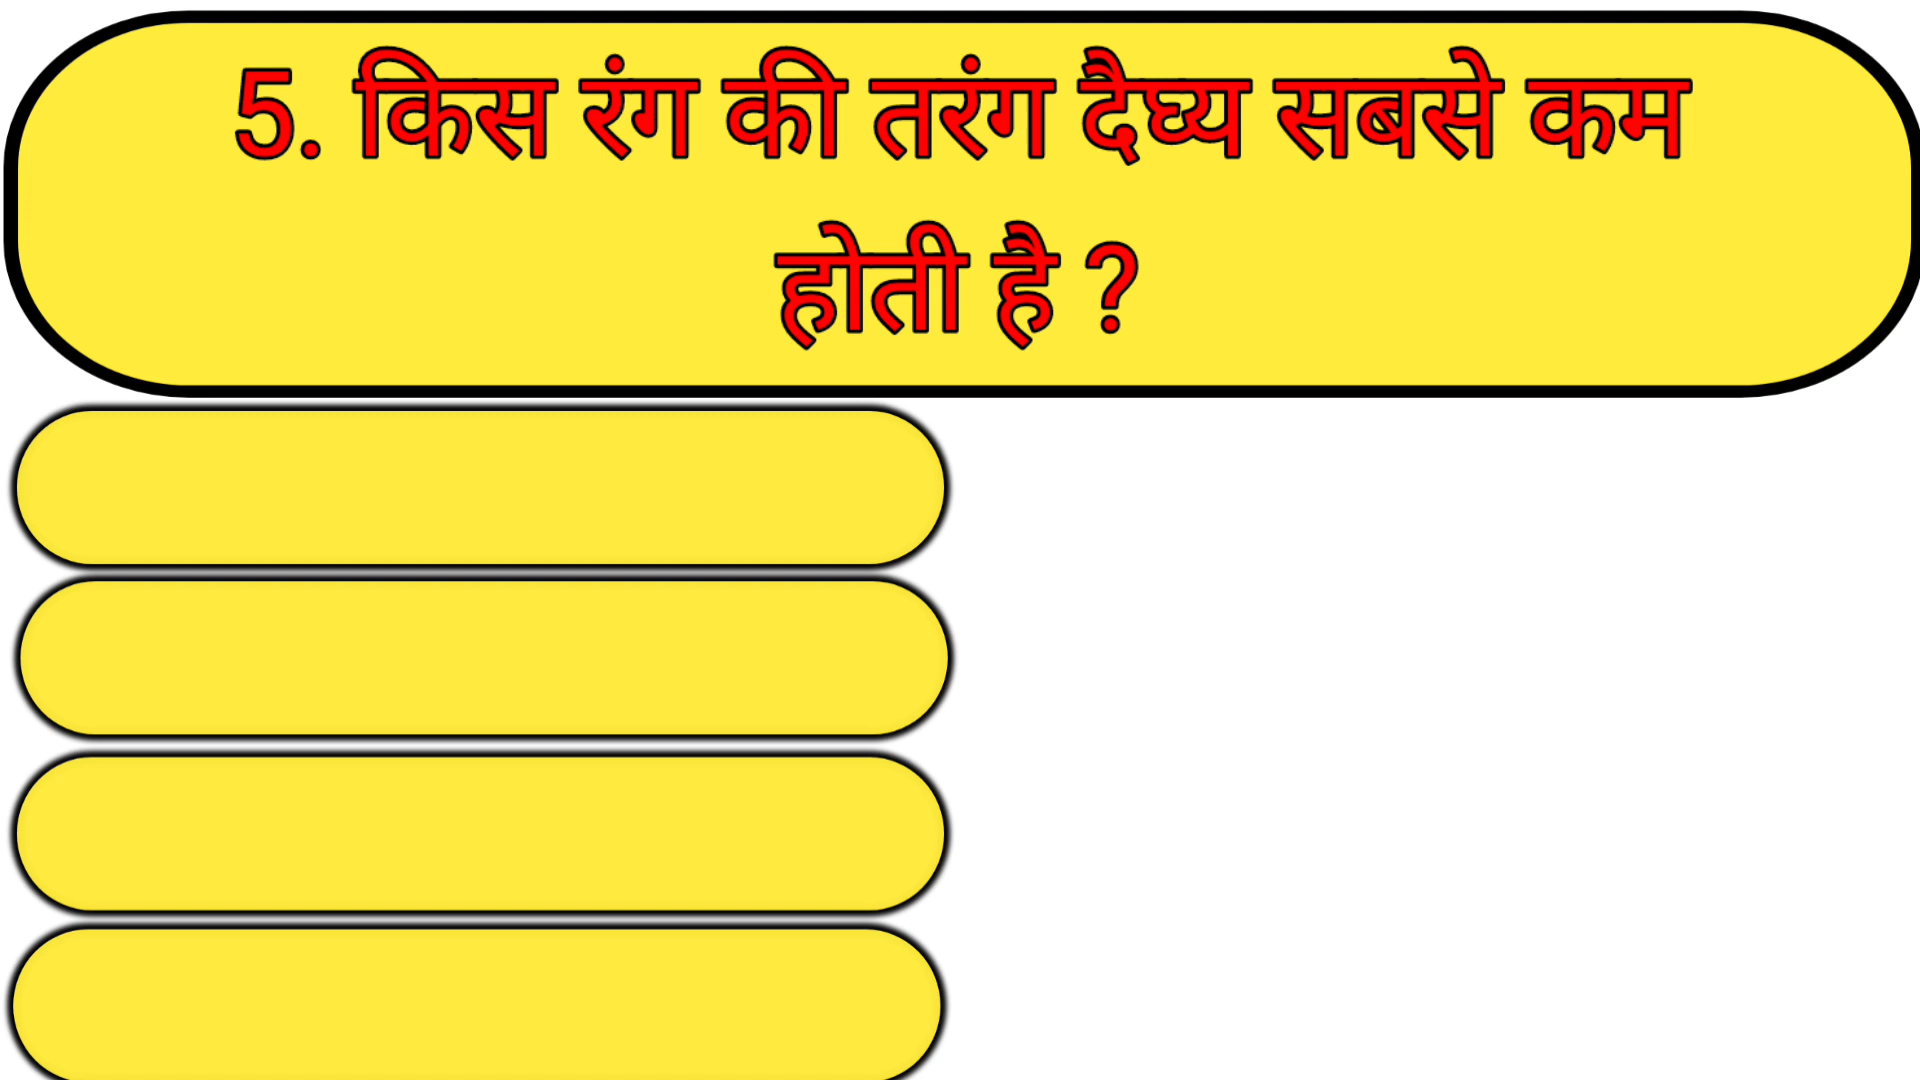 5. किस रंग की तरंग दैघ्य सबसे कम
होती है ?